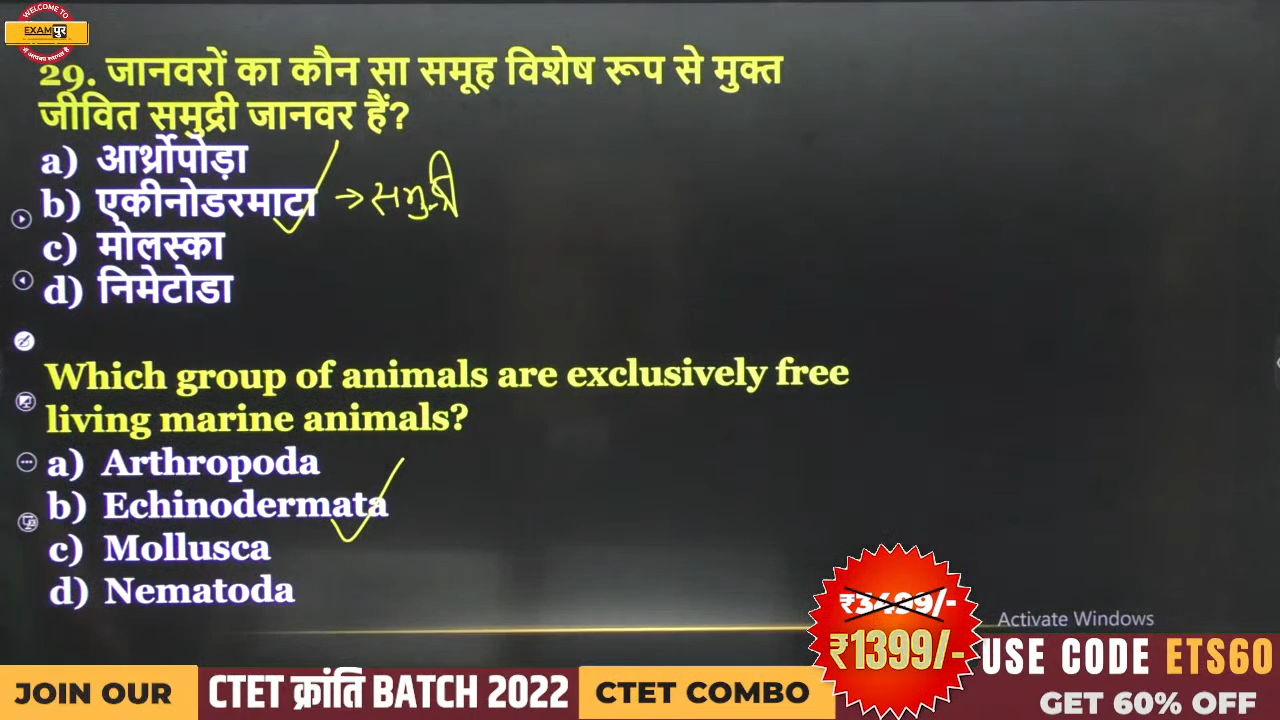 WELCOME TO
EXAMपुर
29. जानवरों का कौन सा समूह विशेष रूप से मुक्त
जीवित समुद्री जानवर हैं?
a) आर्थ्रोपोड़ा
b) एकीनोडरमाटा → समुद्री
c) मोलस्का
d) निमेटोडा
Which group of animals are exclusively free
living marine animals?
a) Arthropoda
b) Echinodermata
c) Mollusca
d) Nematoda
₹3499/-
₹1399/-
Activate Windows
USE CODE ETS60
GET 60% OFF
JOIN OUR
CTET क्रांति BATCH 2022
CTET COMBO